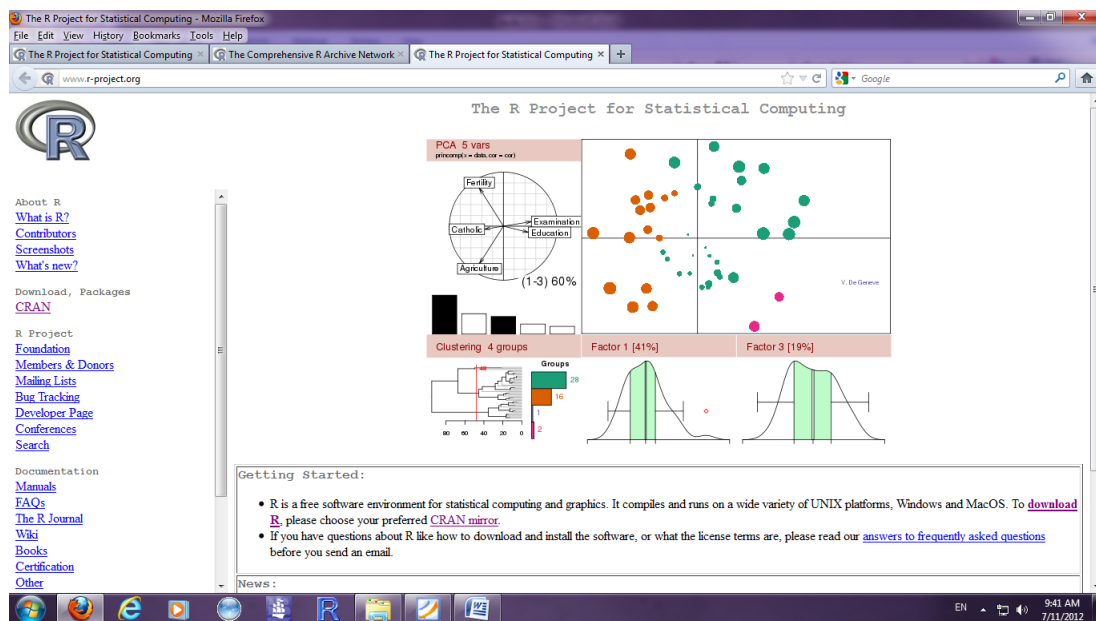 The R Project for Statistical Computing - Mozilla Firefox
File Edit View History Bookmarks Tools Help
The R Project for Statistical Computing × The Comprehensive R Archive Network × The R Project for Statistical Computing × +
www.r-project.org Google
R
The R Project for Statistical Computing
PCA 5 vars
princomp(x = data, cor = cor)
Fertility
Catholic
Examination
Education
Agriculture
(1-3) 60%
V. De Geneve
Clustering 4 groups
Factor 1 [41%]
Factor 3 [19%]
Groups
28
16
1
2
80 60 40 20 0
About R
What is R?
Contributors
Screenshots
What's new?
Download, Packages
CRAN
R Project
Foundation
Members & Donors
Mailing Lists
Bug Tracking
Developer Page
Conferences
Search
Documentation
Manuals
FAQs
The R Journal
Wiki
Books
Certification
Other
Getting Started:
• R is a free software environment for statistical computing and graphics. It compiles and runs on a wide variety of UNIX platforms, Windows and MacOS. To download
R, please choose your preferred CRAN mirror.
• If you have questions about R like how to download and install the software, or what the license terms are, please read our answers to frequently asked questions
before you send an email.
News:
EN 9:41 AM
7/11/2012